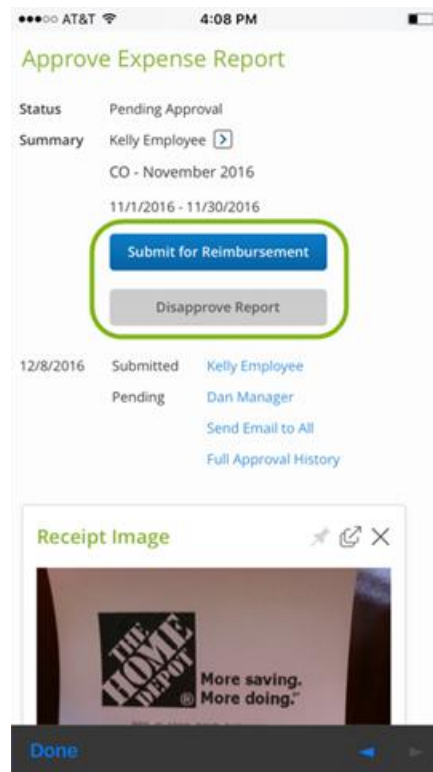 AT&T 4:08 PM
Approve Expense Report
Status Pending Approval
Summary Kelly Employee
CO - November 2016
11/1/2016 - 11/30/2016
Submit for Reimbursement
Disapprove Report
12/8/2016 Submitted Kelly Employee
Pending Dan Manager
Send Email to All
Full Approval History
Receipt Image
THE HOME DEPOT ®
More saving.
More doing.™
Done